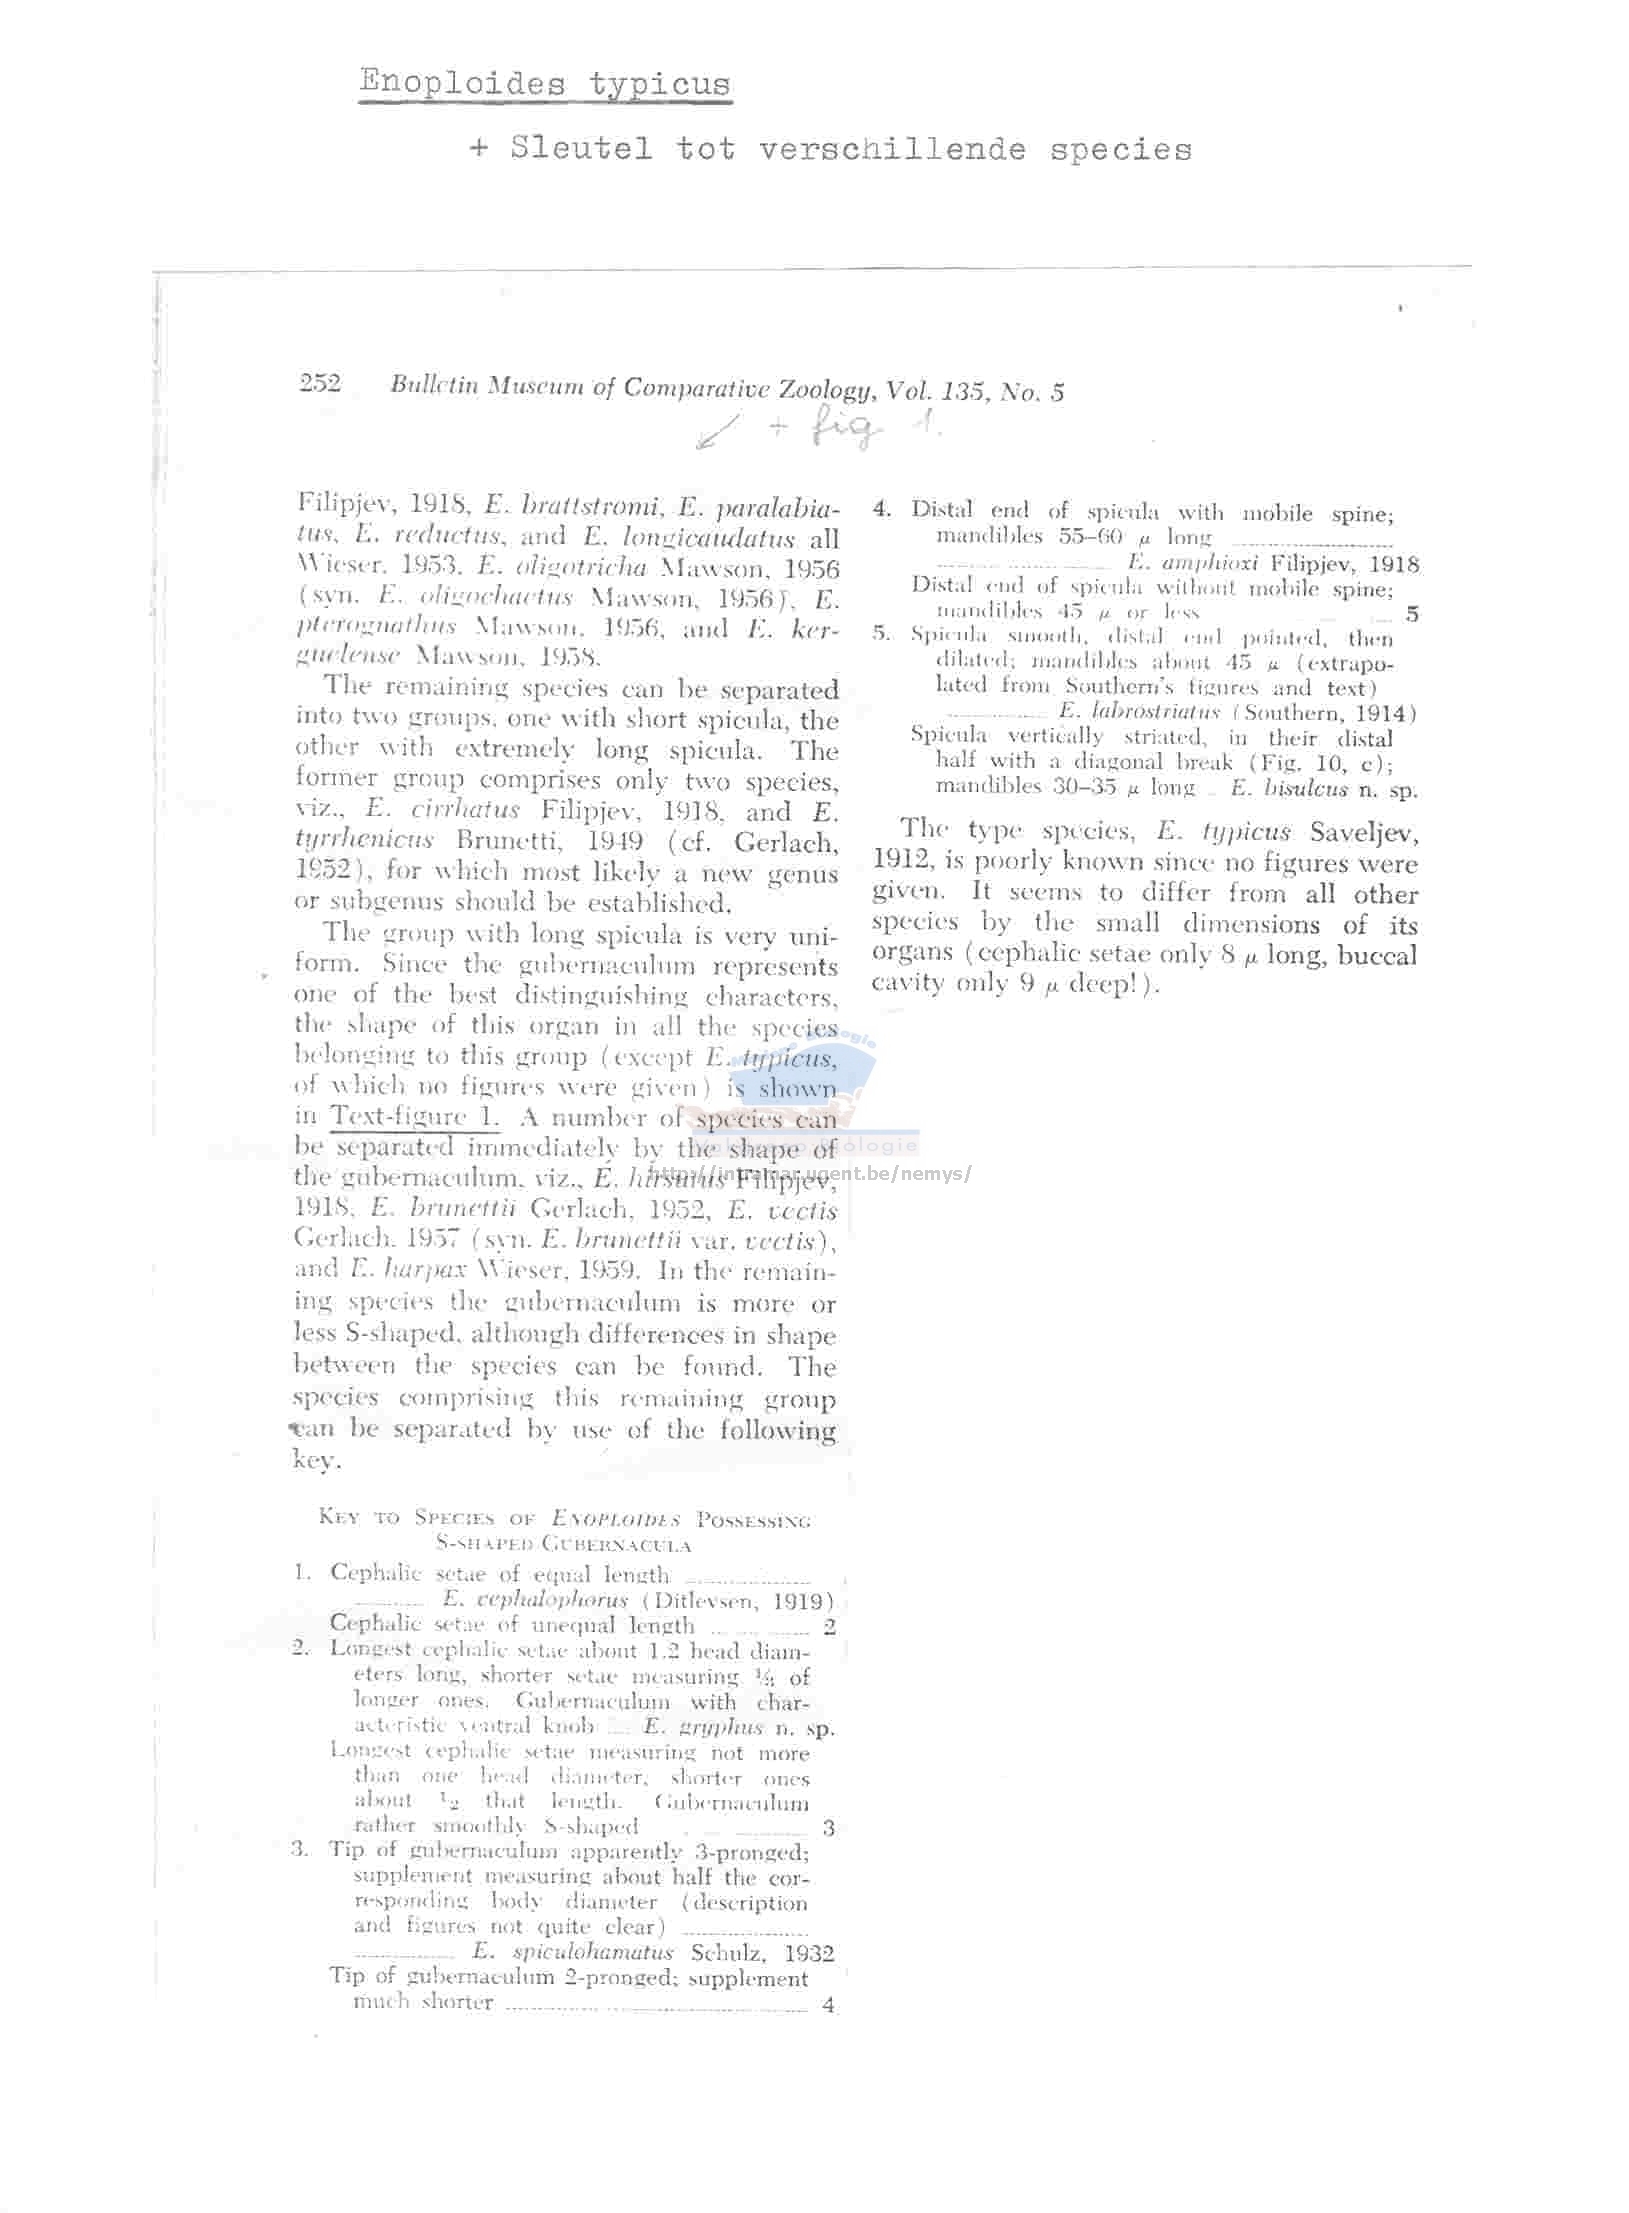 Enoploides typicus
+ Sleutel tot verschillende species
252 Bulletin Museum of Comparative Zoology, Vol. 135, No. 5
↙ + fig 1.
Filipjev, 1918, E. brattstromi, E. paralabia-
tus, E. reductus, and E. longicaudatus all
Wieser, 1953, E. oligotricha Mawson, 1956
(syn. E. oligochaetus Mawson, 1956), E.
pterognathus Mawson, 1956, and E. ker-
guelense Mawson, 1958.
The remaining species can be separated
into two groups, one with short spicula, the
other with extremely long spicula. The
former group comprises only two species,
viz., E. cirrhatus Filipjev, 1918, and E.
tyrrhenicus Brunetti, 1949 (cf. Gerlach,
1952), for which most likely a new genus
or subgenus should be established.
The group with long spicula is very uni-
form. Since the gubernaculum represents
one of the best distinguishing characters,
the shape of this organ in all the species
belonging to this group (except E. typicus,
of which no figures were given) is shown
in Text-figure 1. A number of species can
be separated immediately by the shape of
the gubernaculum, viz., E. hirsutus Filipjev,
1918, E. brunettii Gerlach, 1952, E. vectis
Gerlach, 1957 (syn. E. brunettii var. vectis),
and E. harpax Wieser, 1959. In the remain-
ing species the gubernaculum is more or
less S-shaped, although differences in shape
between the species can be found. The
species comprising this remaining group
can be separated by use of the following
key.
Key to Species of Enoploides Possessing
S-shaped Gubernacula
1. Cephalic setae of equal length
E. cephalophorus (Ditlevsen, 1919)
Cephalic setae of unequal length 2
2. Longest cephalic setae about 1.2 head diam-
eters long, shorter setae measuring ⅓ of
longer ones. Gubernaculum with char-
acteristic ventral knob E. gryphus n. sp.
Longest cephalic setae measuring not more
than one head diameter, shorter ones
about ½ that length. Gubernaculum
rather smoothly S-shaped 3
3. Tip of gubernaculum apparently 3-pronged;
supplement measuring about half the cor-
responding body diameter (description
and figures not quite clear)
E. spiculohamatus Schulz, 1932
Tip of gubernaculum 2-pronged; supplement
much shorter 4
4. Distal end of spicula with mobile spine;
mandibles 55–60 μ long
E. amphioxi Filipjev, 1918
Distal end of spicula without mobile spine;
mandibles 45 μ or less 5
5. Spicula smooth, distal end pointed, then
dilated; mandibles about 45 μ (extrapo-
lated from Southern's figures and text)
E. labrostriatus (Southern, 1914)
Spicula vertically striated, in their distal
half with a diagonal break (Fig. 10, c);
mandibles 30–35 μ long E. bisulcus n. sp.
The type species, E. typicus Saveljev,
1912, is poorly known since no figures were
given. It seems to differ from all other
species by the small dimensions of its
organs (cephalic setae only 8 μ long, buccal
cavity only 9 μ deep!).
http://intramar.ugent.be/nemys/